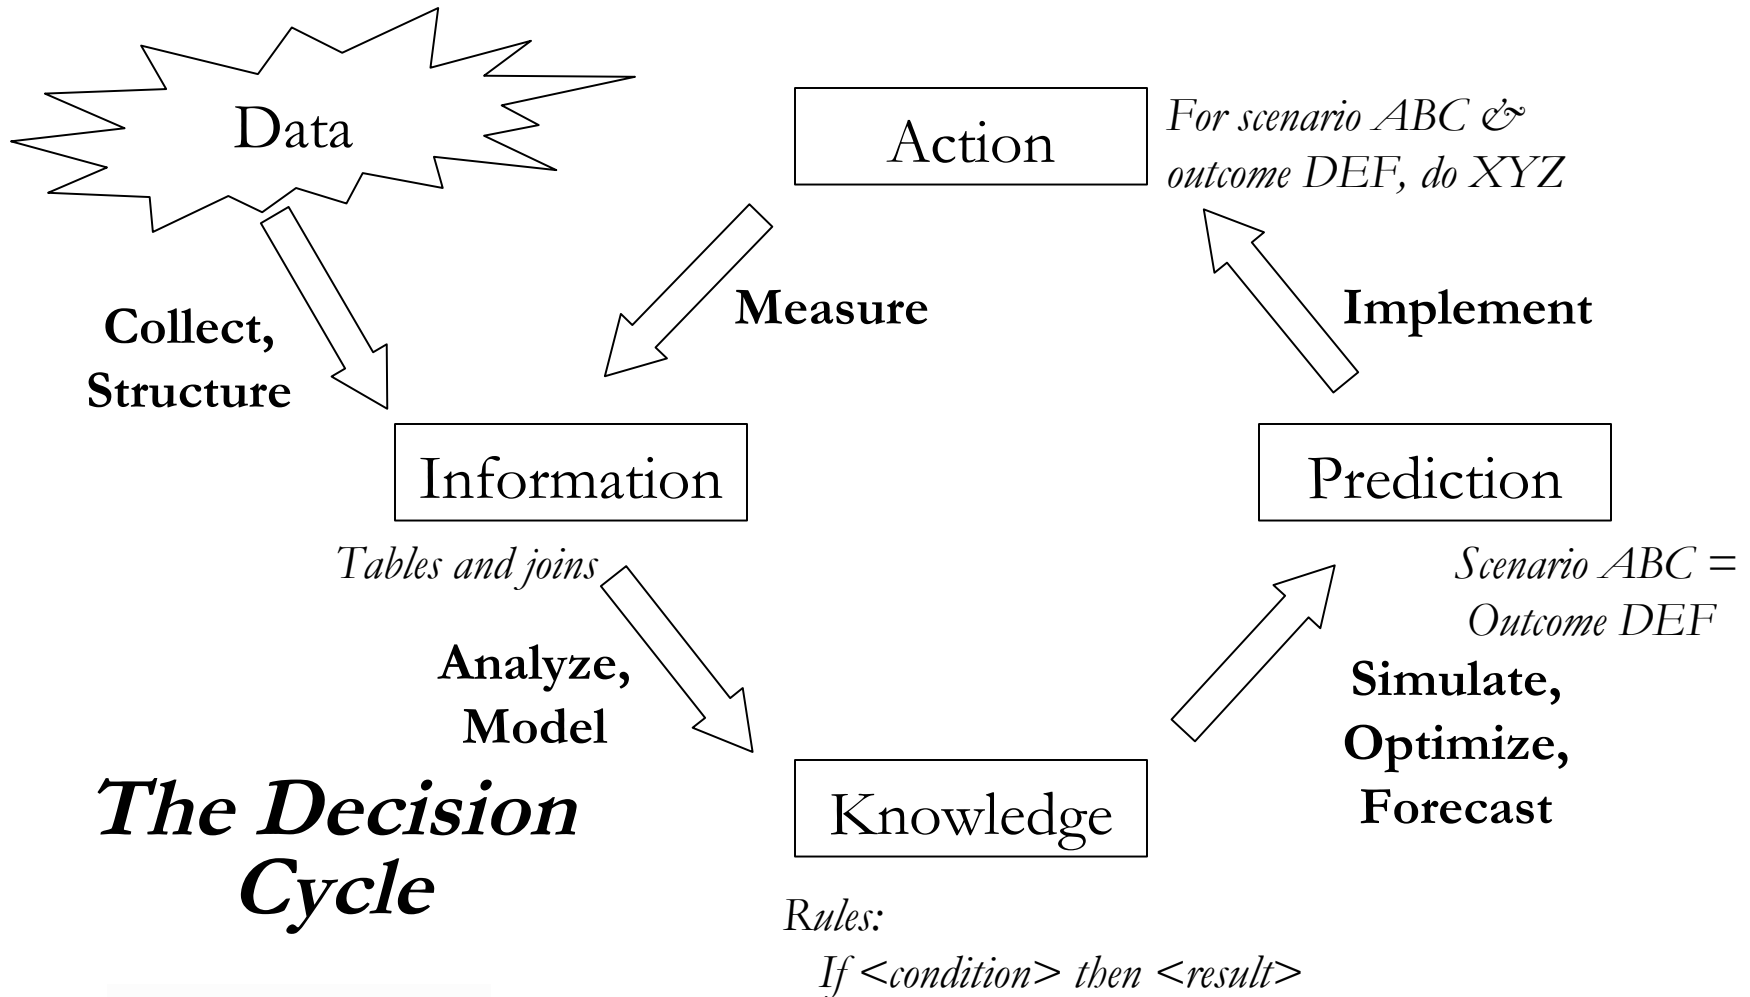 Data
Action
For scenario ABC &
outcome DEF, do XYZ
Collect,
Structure
Measure
Implement
Information
Prediction
Tables and joins
Scenario ABC =
Outcome DEF
Analyze,
Model
Simulate,
Optimize,
Forecast
Knowledge
The Decision
Cycle
Rules:
If <condition> then <result>